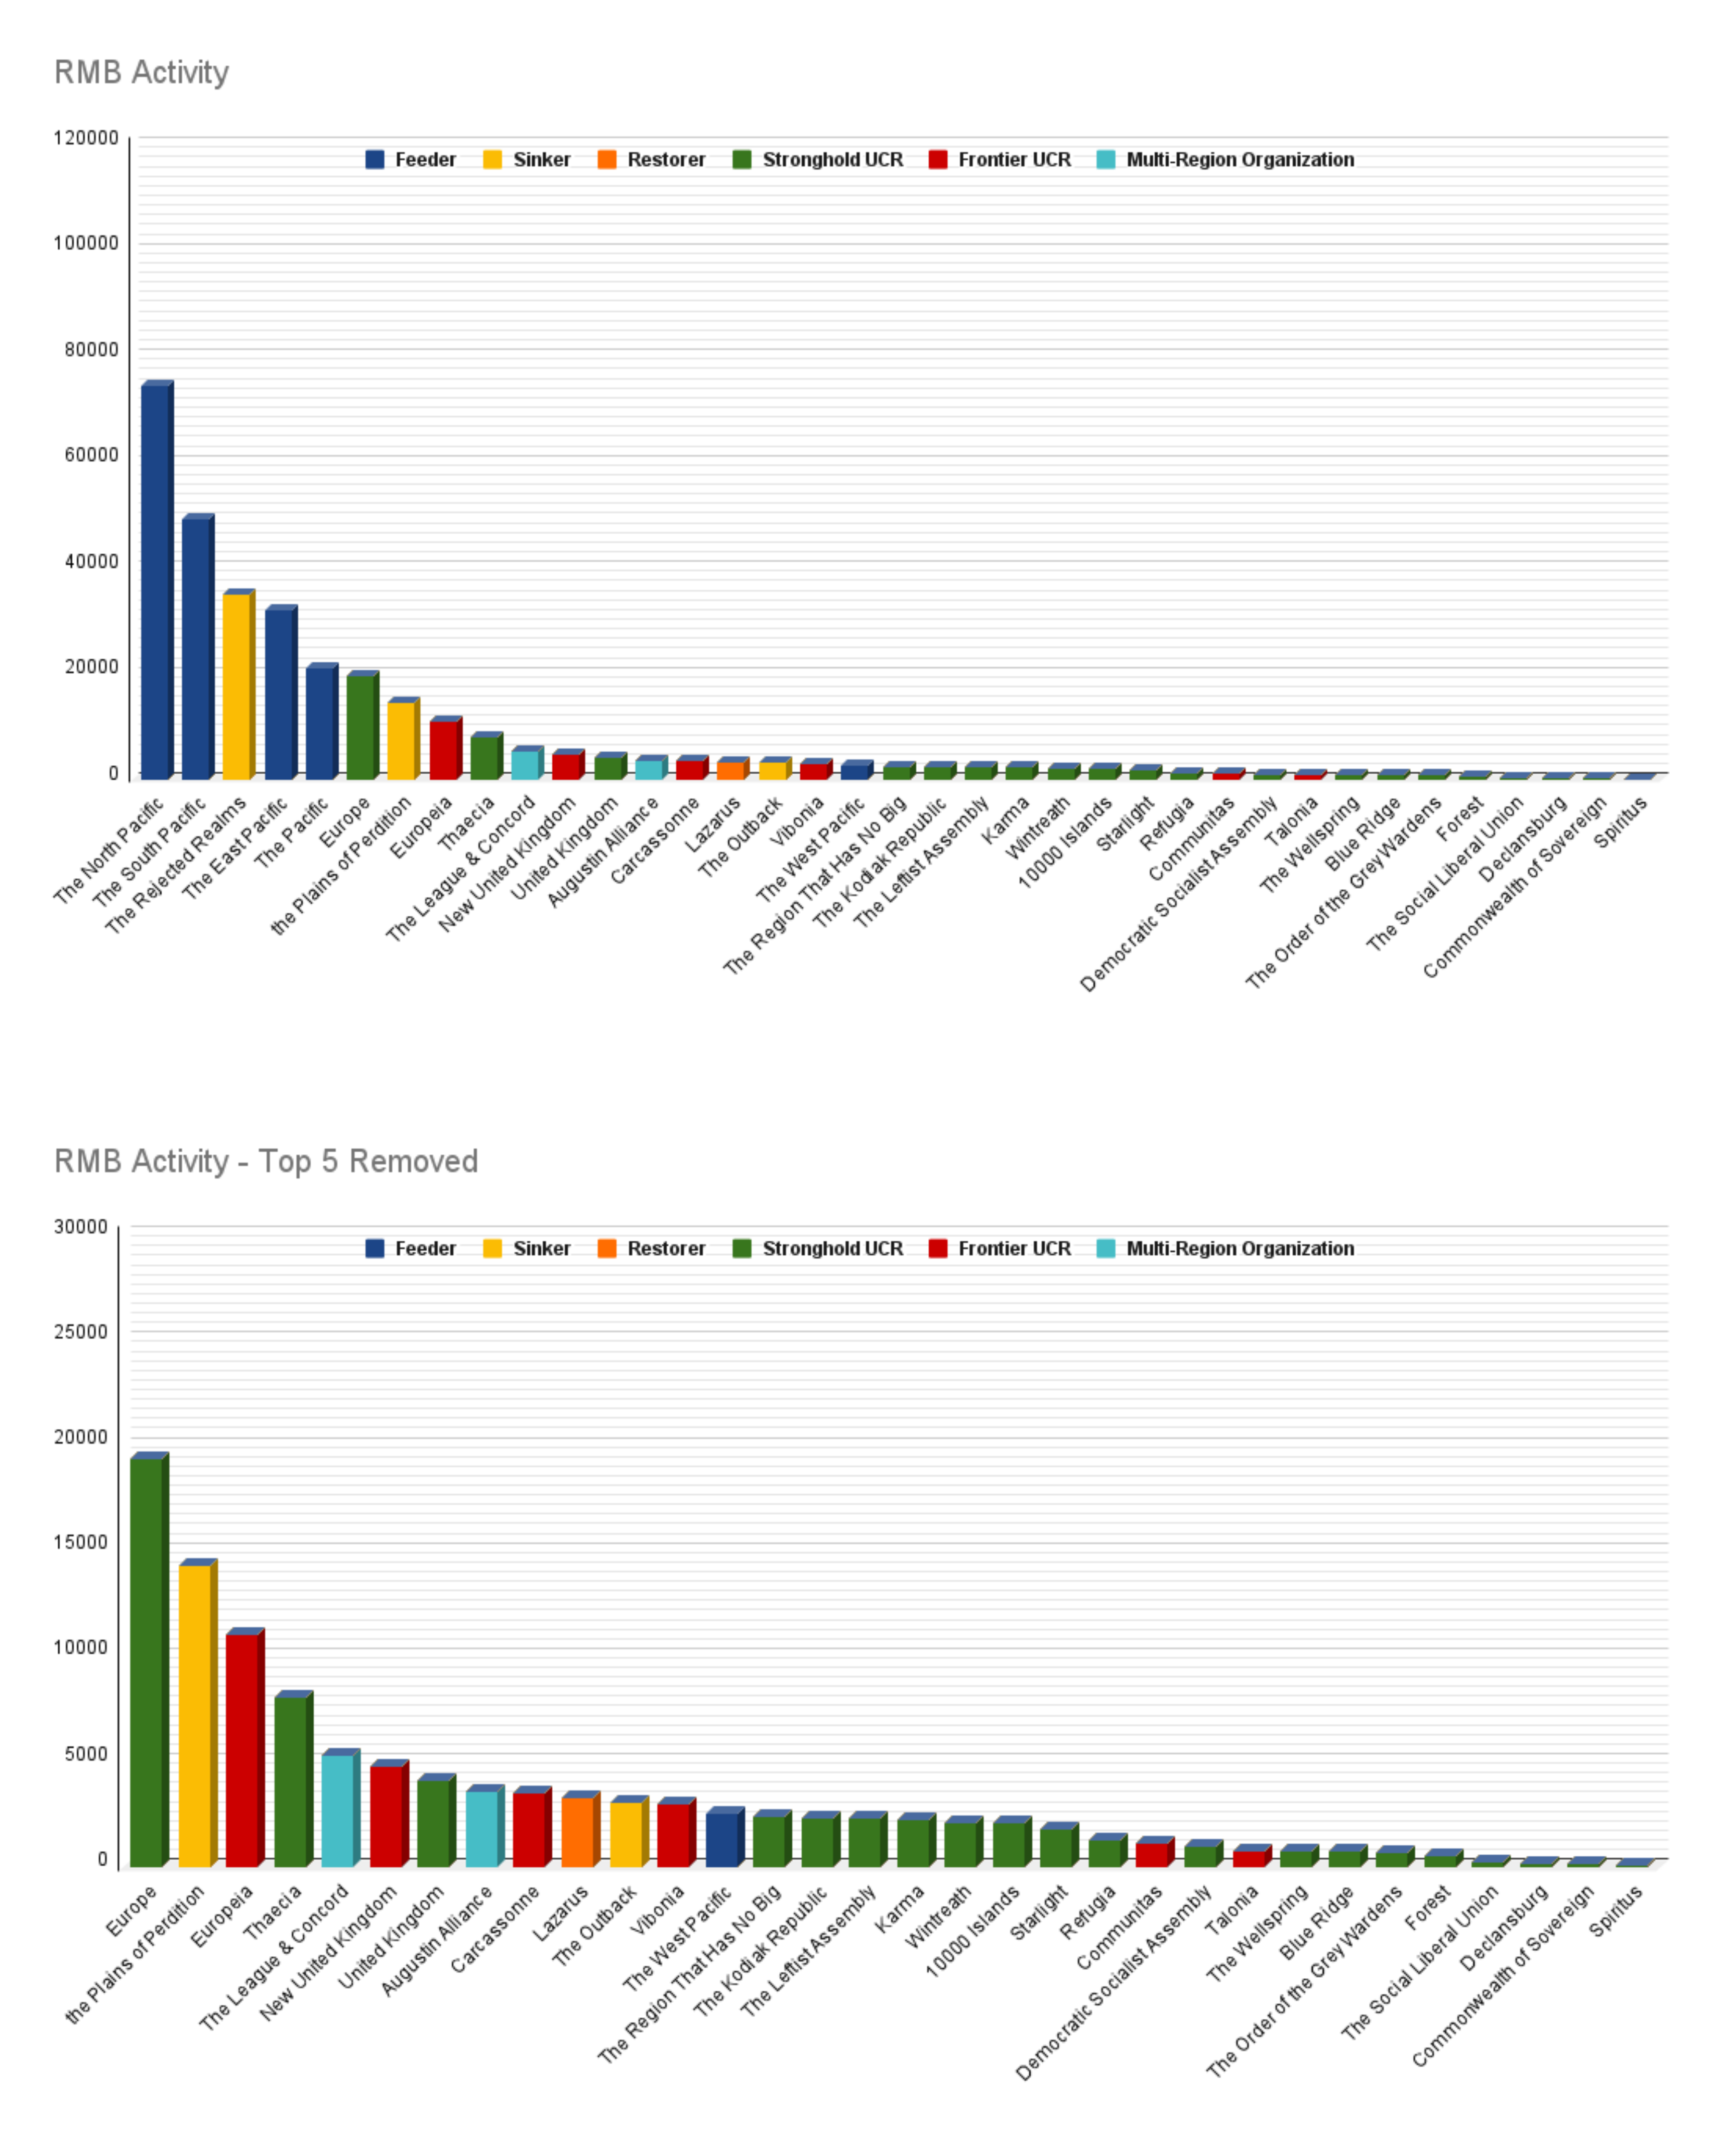 RMB Activity
120000
Feeder Sinker Restorer Stronghold UCR Frontier UCR Multi-Region Organization
100000
80000
60000
40000
20000
0
The North Pacific
The South Pacific
The Rejected Realms
The East Pacific
The Pacific
Europe
the Plains of Perdition
Europeia
Thaecia
The League & Concord
New United Kingdom
United Kingdom
Augustin Alliance
Carcassonne
Lazarus
The Outback
Vibonia
The West Pacific
The Region That Has No Big
The Kodiak Republic
The Leftist Assembly
Karma
Wintreath
10000 Islands
Starlight
Refugia
Communitas
Democratic Socialist Assembly
Talonia
The Wellspring
Blue Ridge
The Order of the Grey Wardens
Forest
The Social Liberal Union
Declansburg
Commonwealth of Sovereign
Spiritus
RMB Activity - Top 5 Removed
30000
Feeder Sinker Restorer Stronghold UCR Frontier UCR Multi-Region Organization
25000
20000
15000
10000
5000
0
Europe
the Plains of Perdition
Europeia
Thaecia
The League & Concord
New United Kingdom
United Kingdom
Augustin Alliance
Carcassonne
Lazarus
The Outback
Vibonia
The West Pacific
The Region That Has No Big
The Kodiak Republic
The Leftist Assembly
Karma
Wintreath
10000 Islands
Starlight
Refugia
Communitas
Democratic Socialist Assembly
Talonia
The Wellspring
Blue Ridge
The Order of the Grey Wardens
Forest
The Social Liberal Union
Declansburg
Commonwealth of Sovereign
Spiritus